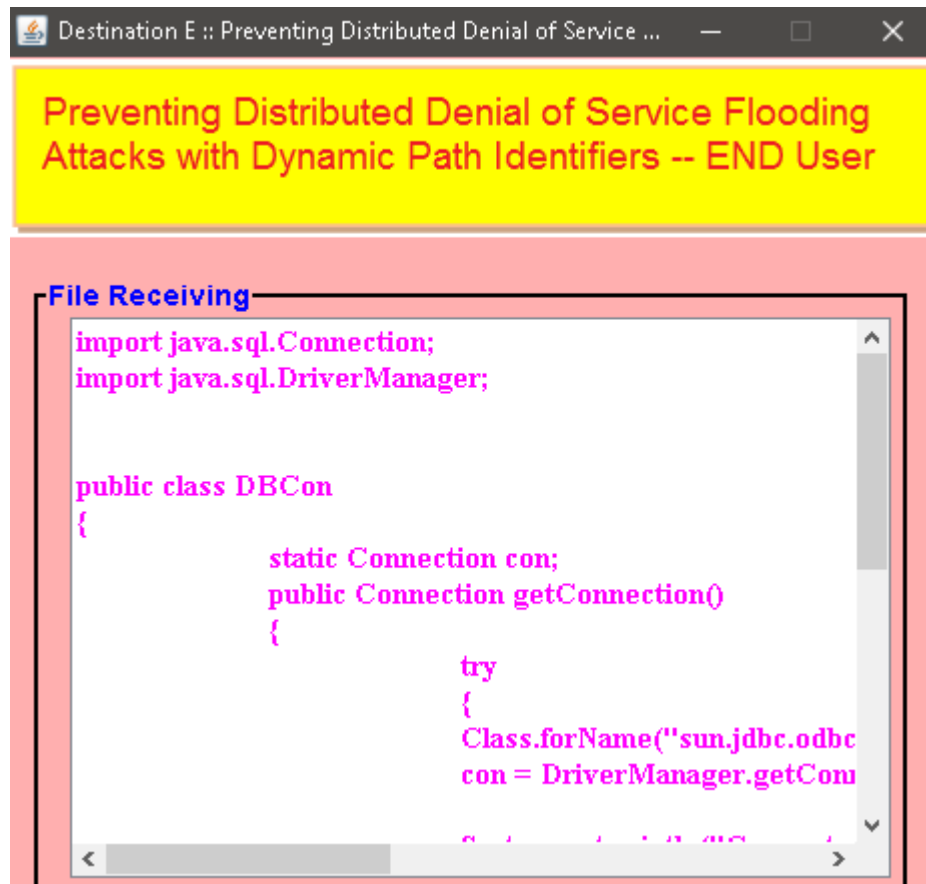 Destination E :: Preventing Distributed Denial of Service ...
Preventing Distributed Denial of Service Flooding
Attacks with Dynamic Path Identifiers -- END User
File Receiving
import java.sql.Connection;
import java.sql.DriverManager;
public class DBCon
{
static Connection con;
public Connection getConnection()
{
try
{
Class.forName("sun.jdbc.odbc
con = DriverManager.getConn